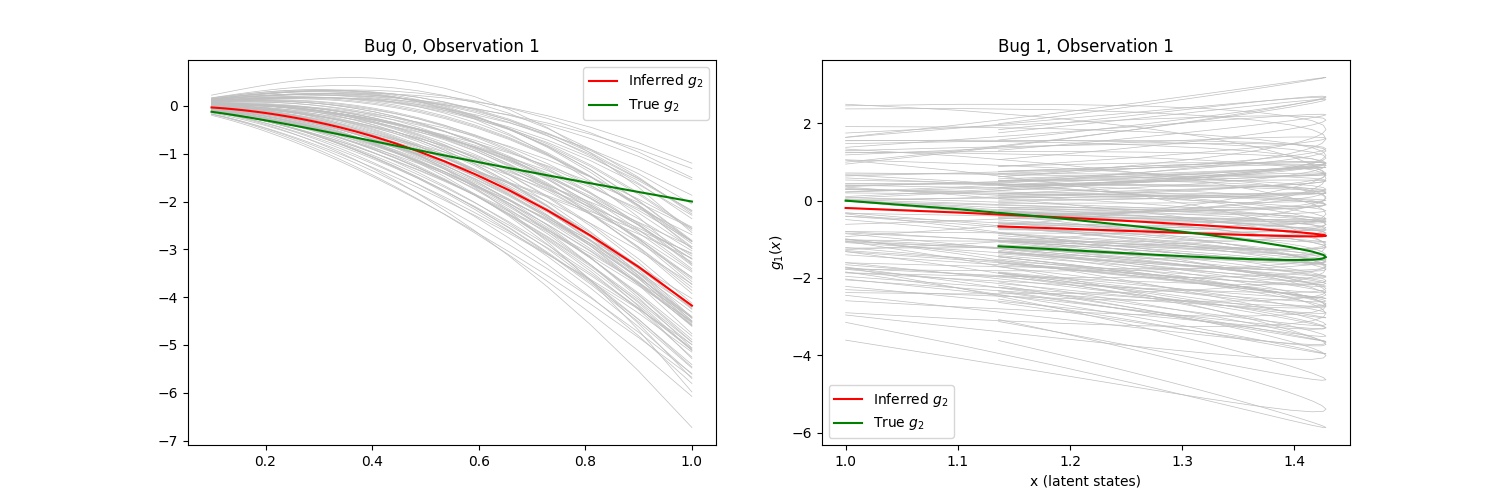 Bug 0, Observation 1
0
−1
−2
−3
−4
−5
−6
−7
0.2 0.4 0.6 0.8 1.0
Inferred g₂
True g₂
Bug 1, Observation 1
g₁(x)
2
0
−2
−4
−6
1.0 1.1 1.2 1.3 1.4
x (latent states)
Inferred g₂
True g₂